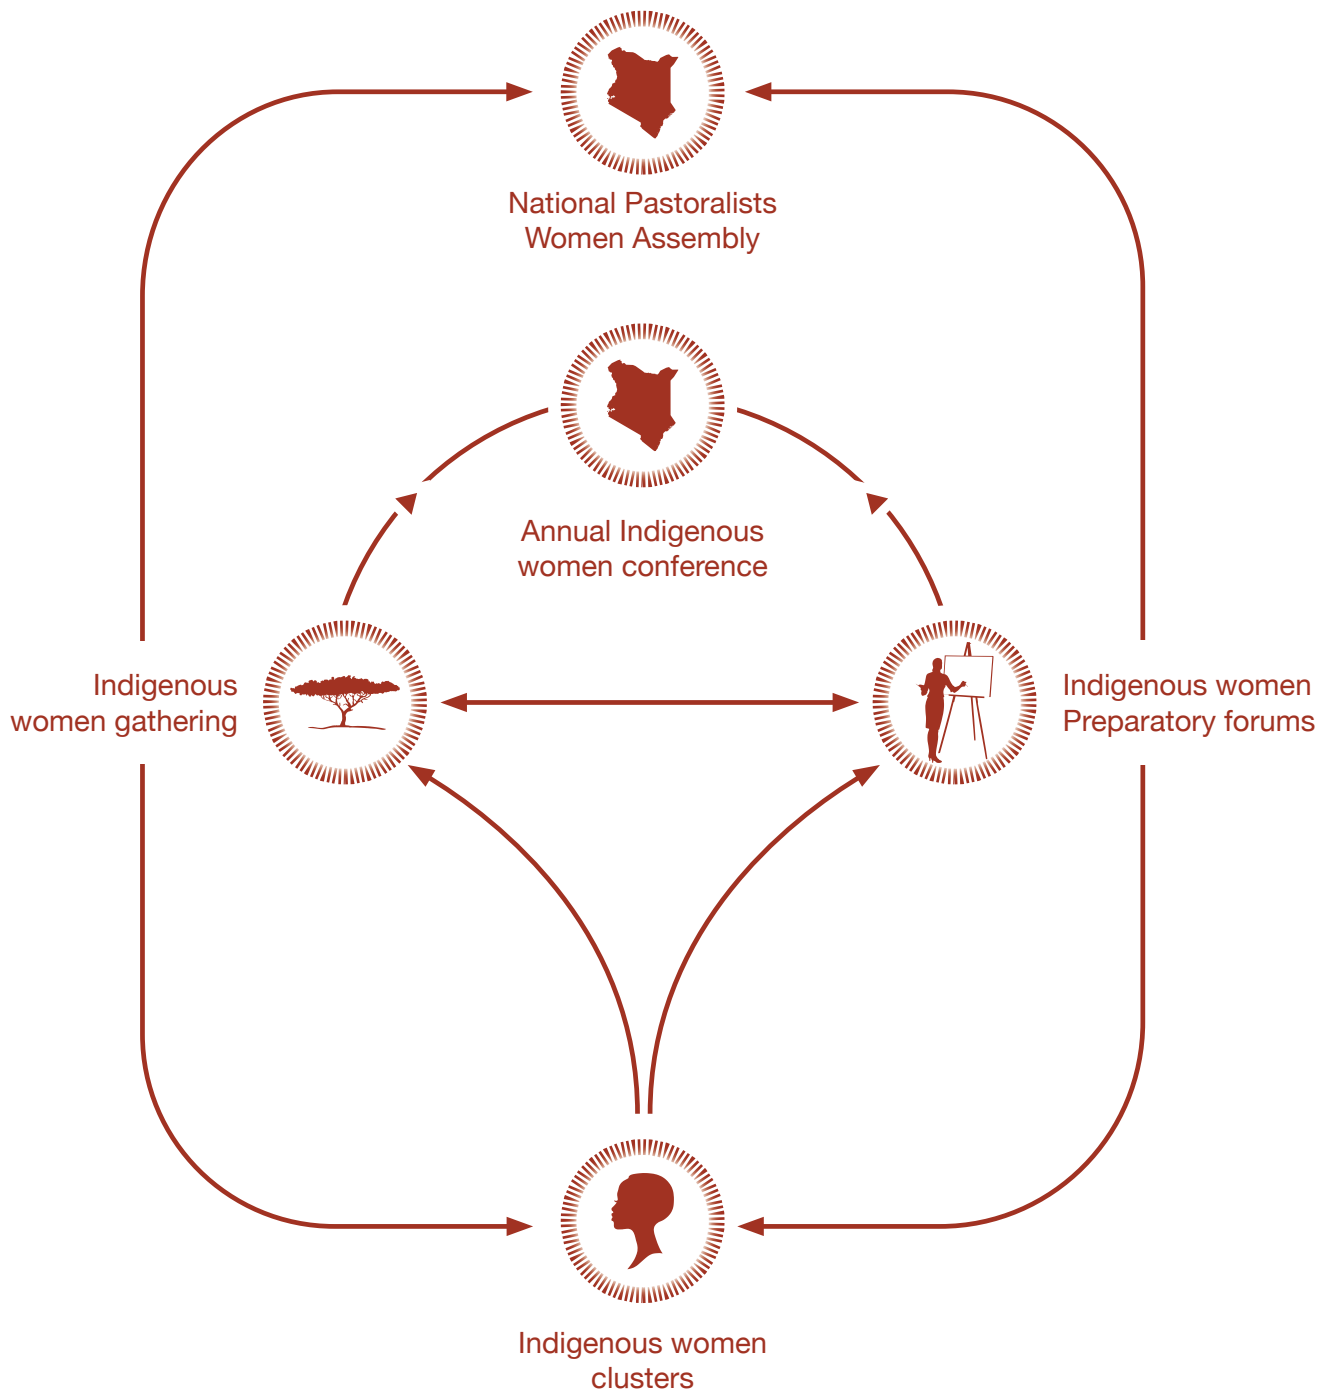 National Pastoralists
Women Assembly
Annual Indigenous
women conference
Indigenous
women gathering
Indigenous women
Preparatory forums
Indigenous women
clusters